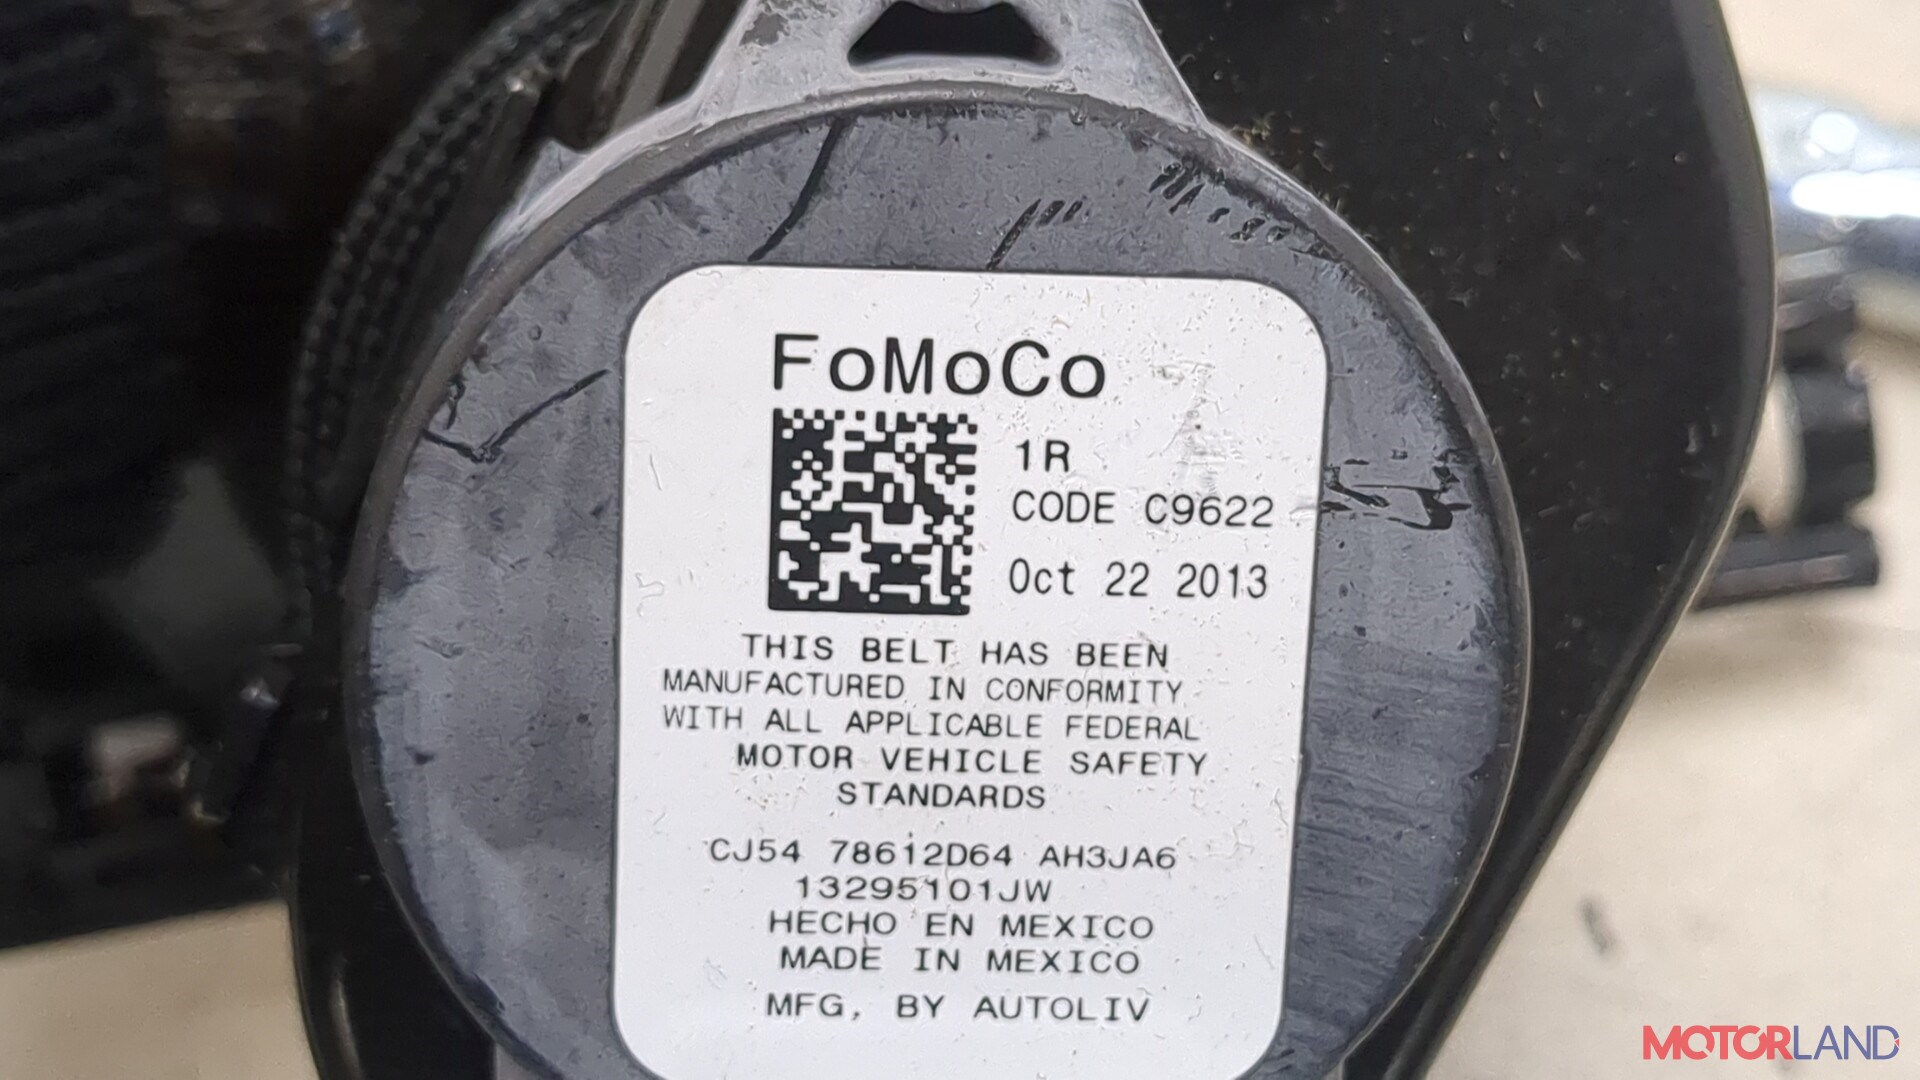 FoMoCo
1R
CODE C9622
Oct 22 2013
THIS BELT HAS BEEN
MANUFACTURED IN CONFORMITY
WITH ALL APPLICABLE FEDERAL
MOTOR VEHICLE SAFETY
STANDARDS
CJ54 78612D64 AH3JA6
13295101JW
HECHO EN MEXICO
MADE IN MEXICO
MFG, BY AUTOLIV
MOTORLAND